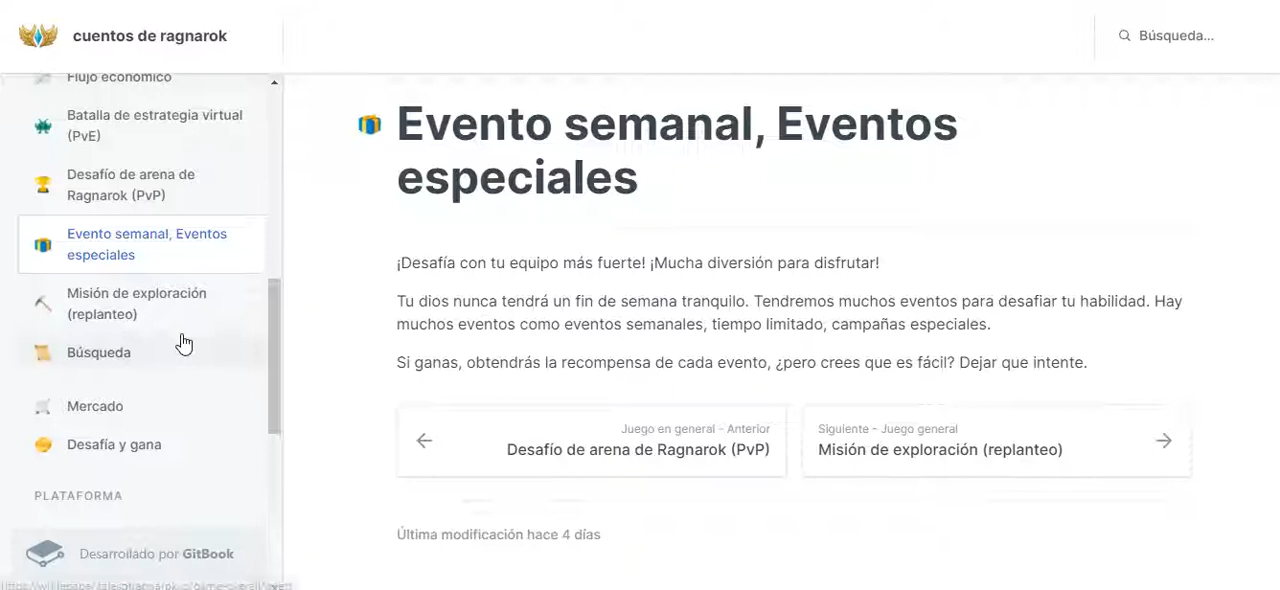 cuentos de ragnarok
Búsqueda...
Flujo económico
Batalla de estrategia virtual
(PvE)
Desafío de arena de
Ragnarok (PvP)
Evento semanal, Eventos
especiales
Misión de exploración
(replanteo)
Búsqueda
Mercado
Desafía y gana
PLATAFORMA
Desarrollado por GitBook
Evento semanal, Eventos
especiales
¡Desafía con tu equipo más fuerte! ¡Mucha diversión para disfrutar!
Tu dios nunca tendrá un fin de semana tranquilo. Tendremos muchos eventos para desafiar tu habilidad. Hay
muchos eventos como eventos semanales, tiempo limitado, campañas especiales.
Si ganas, obtendrás la recompensa de cada evento, ¿pero crees que es fácil? Dejar que intente.
Juego en general - Anterior
Desafío de arena de Ragnarok (PvP)
Siguiente - Juego general
Misión de exploración (replanteo)
Última modificación hace 4 días